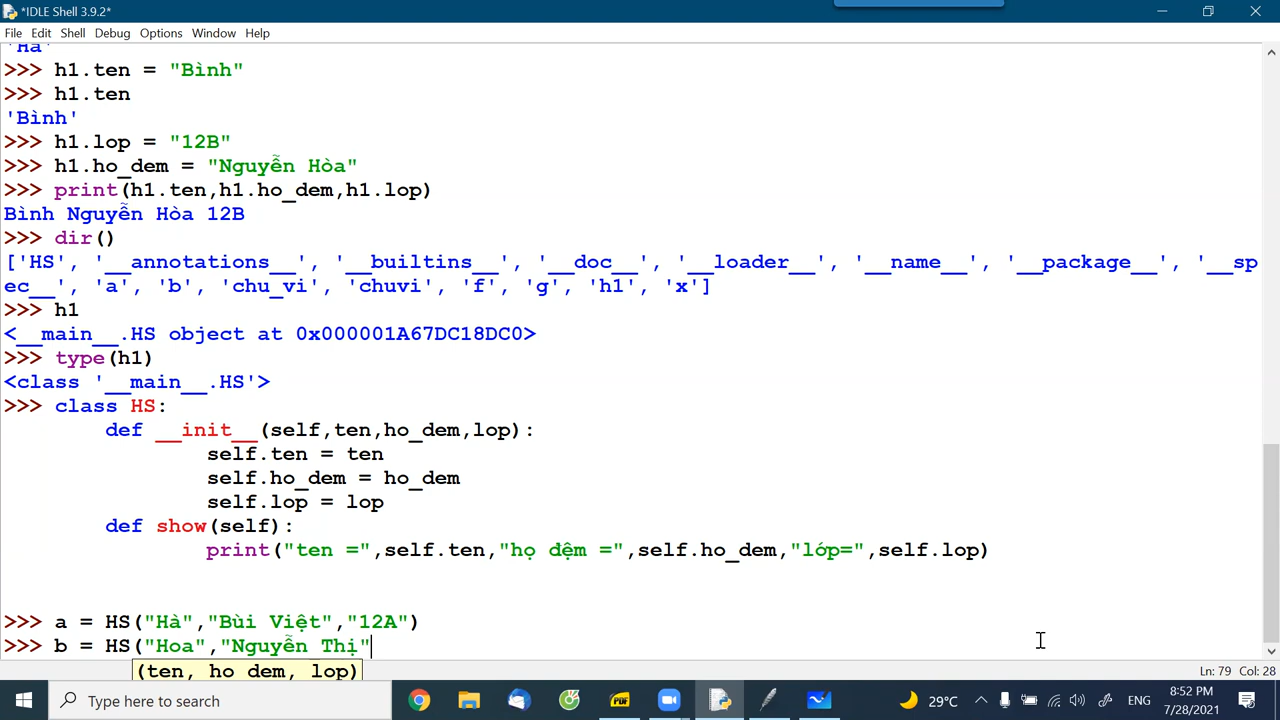 *IDLE Shell 3.9.2*
File Edit Shell Debug Options Window Help
'Hà'
>>> h1.ten = "Bình"
>>> h1.ten
'Bình'
>>> h1.lop = "12B"
>>> h1.ho_dem = "Nguyễn Hòa"
>>> print(h1.ten,h1.ho_dem,h1.lop)
Bình Nguyễn Hòa 12B
>>> dir()
['HS', '__annotations__', '__builtins__', '__doc__', '__loader__', '__name__', '__package__', '__sp
ec__', 'a', 'b', 'chu_vi', 'chuvi', 'f', 'g', 'h1', 'x']
>>> h1
<__main__.HS object at 0x000001A67DC18DC0>
>>> type(h1)
<class '__main__.HS'>
>>> class HS:
def __init__(self,ten,ho_dem,lop):
self.ten = ten
self.ho_dem = ho_dem
self.lop = lop
def show(self):
print("ten =",self.ten,"họ đệm =",self.ho_dem,"lớp=",self.lop)
>>> a = HS("Hà","Bùi Việt","12A")
>>> b = HS("Hoa","Nguyễn Thị"
(ten, ho_dem, lop)
Ln: 79 Col: 28
Type here to search
PDF
29°C
ENG
8:52 PM
7/28/2021